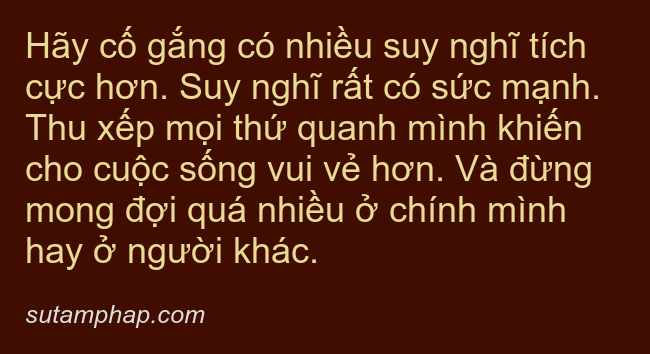 Hãy cố gắng có nhiều suy nghĩ tích
cực hơn. Suy nghĩ rất có sức mạnh.
Thu xếp mọi thứ quanh mình khiến
cho cuộc sống vui vẻ hơn. Và đừng
mong đợi quá nhiều ở chính mình
hay ở người khác.
sutamphap.com